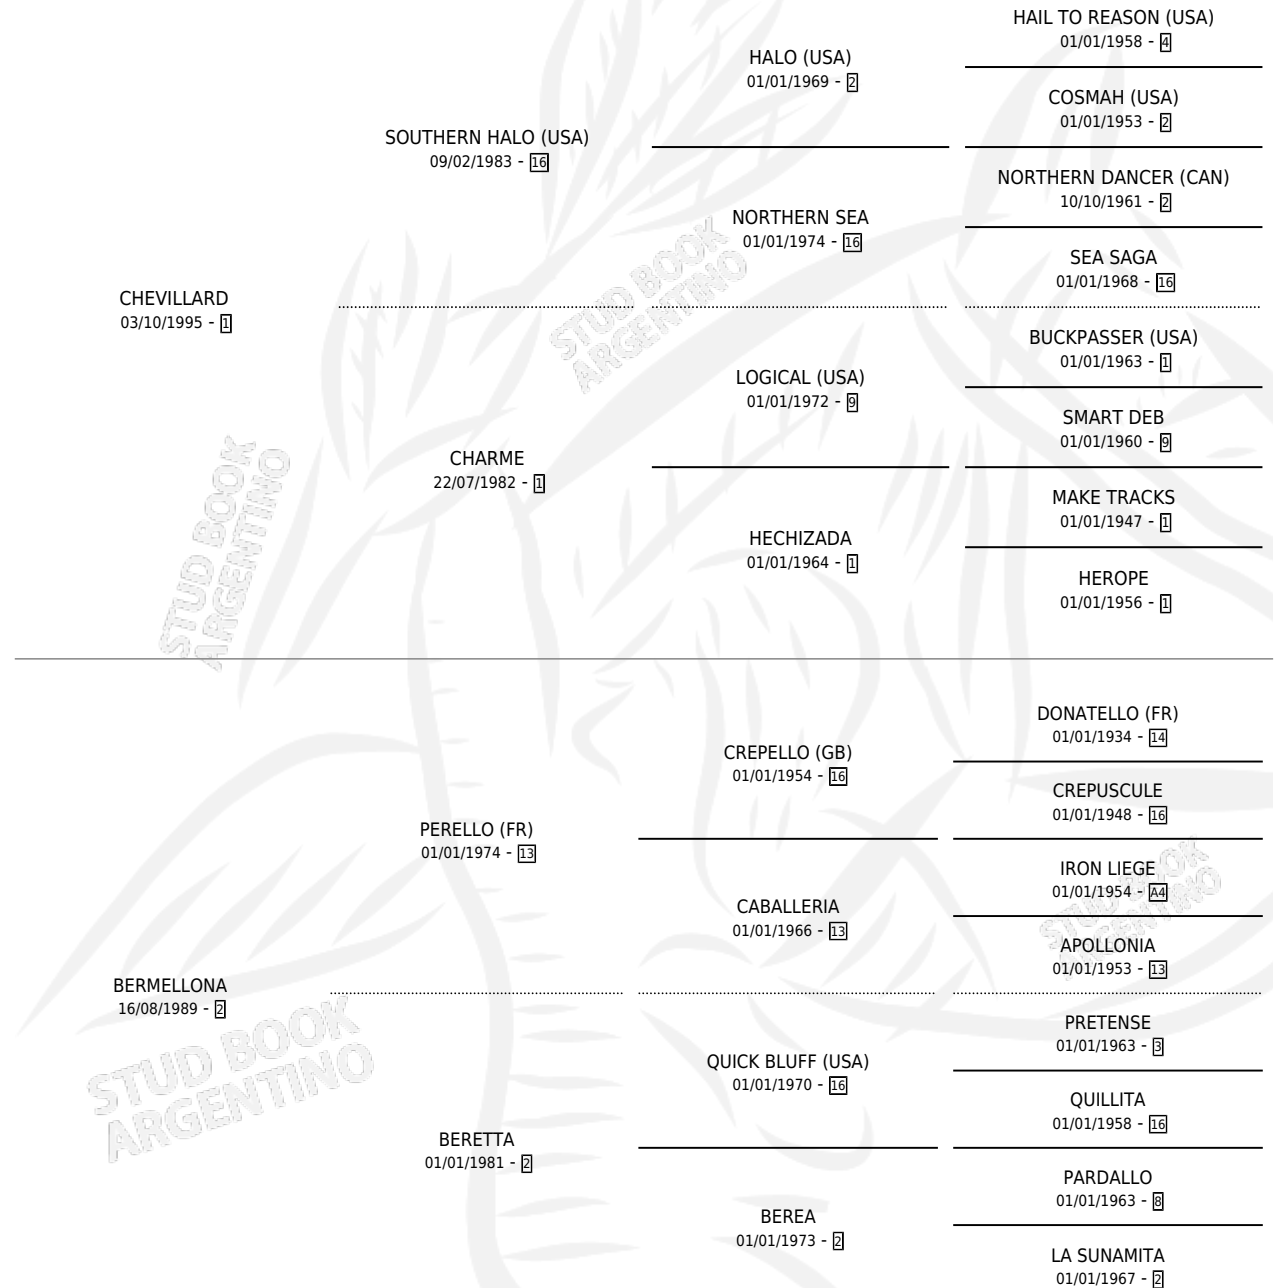 HAIL TO REASON (USA)
01/01/1958 - 4
HALO (USA)
01/01/1969 - 2
COSMAH (USA)
01/01/1953 - 2
SOUTHERN HALO (USA)
09/02/1983 - 16
NORTHERN DANCER (CAN)
10/10/1961 - 2
NORTHERN SEA
01/01/1974 - 16
SEA SAGA
01/01/1968 - 16
CHEVILLARD
03/10/1995 - 1
STUD BOOK
ARGENTINO
BUCKPASSER (USA)
01/01/1963 - 1
LOGICAL (USA)
01/01/1972 - 9
SMART DEB
01/01/1960 - 9
CHARME
22/07/1982 - 1
MAKE TRACKS
01/01/1947 - 1
HECHIZADA
01/01/1964 - 1
HEROPE
01/01/1956 - 1
STUD BOOK
ARGENTINO
DONATELLO (FR)
01/01/1934 - 14
CREPELLO (GB)
01/01/1954 - 16
CREPUSCULE
01/01/1948 - 16
PERELLO (FR)
01/01/1974 - 13
IRON LIEGE
01/01/1954 - A4
CABALLERIA
01/01/1966 - 13
APOLLONIA
01/01/1953 - 13
STUD BOOK
ARGENTINO
BERMELLONA
16/08/1989 - 2
PRETENSE
01/01/1963 - 3
QUICK BLUFF (USA)
01/01/1970 - 16
QUILLITA
01/01/1958 - 16
STUD BOOK
ARGENTINO
BERETTA
01/01/1981 - 2
PARDALLO
01/01/1963 - 8
BEREA
01/01/1973 - 2
LA SUNAMITA
01/01/1967 - 2